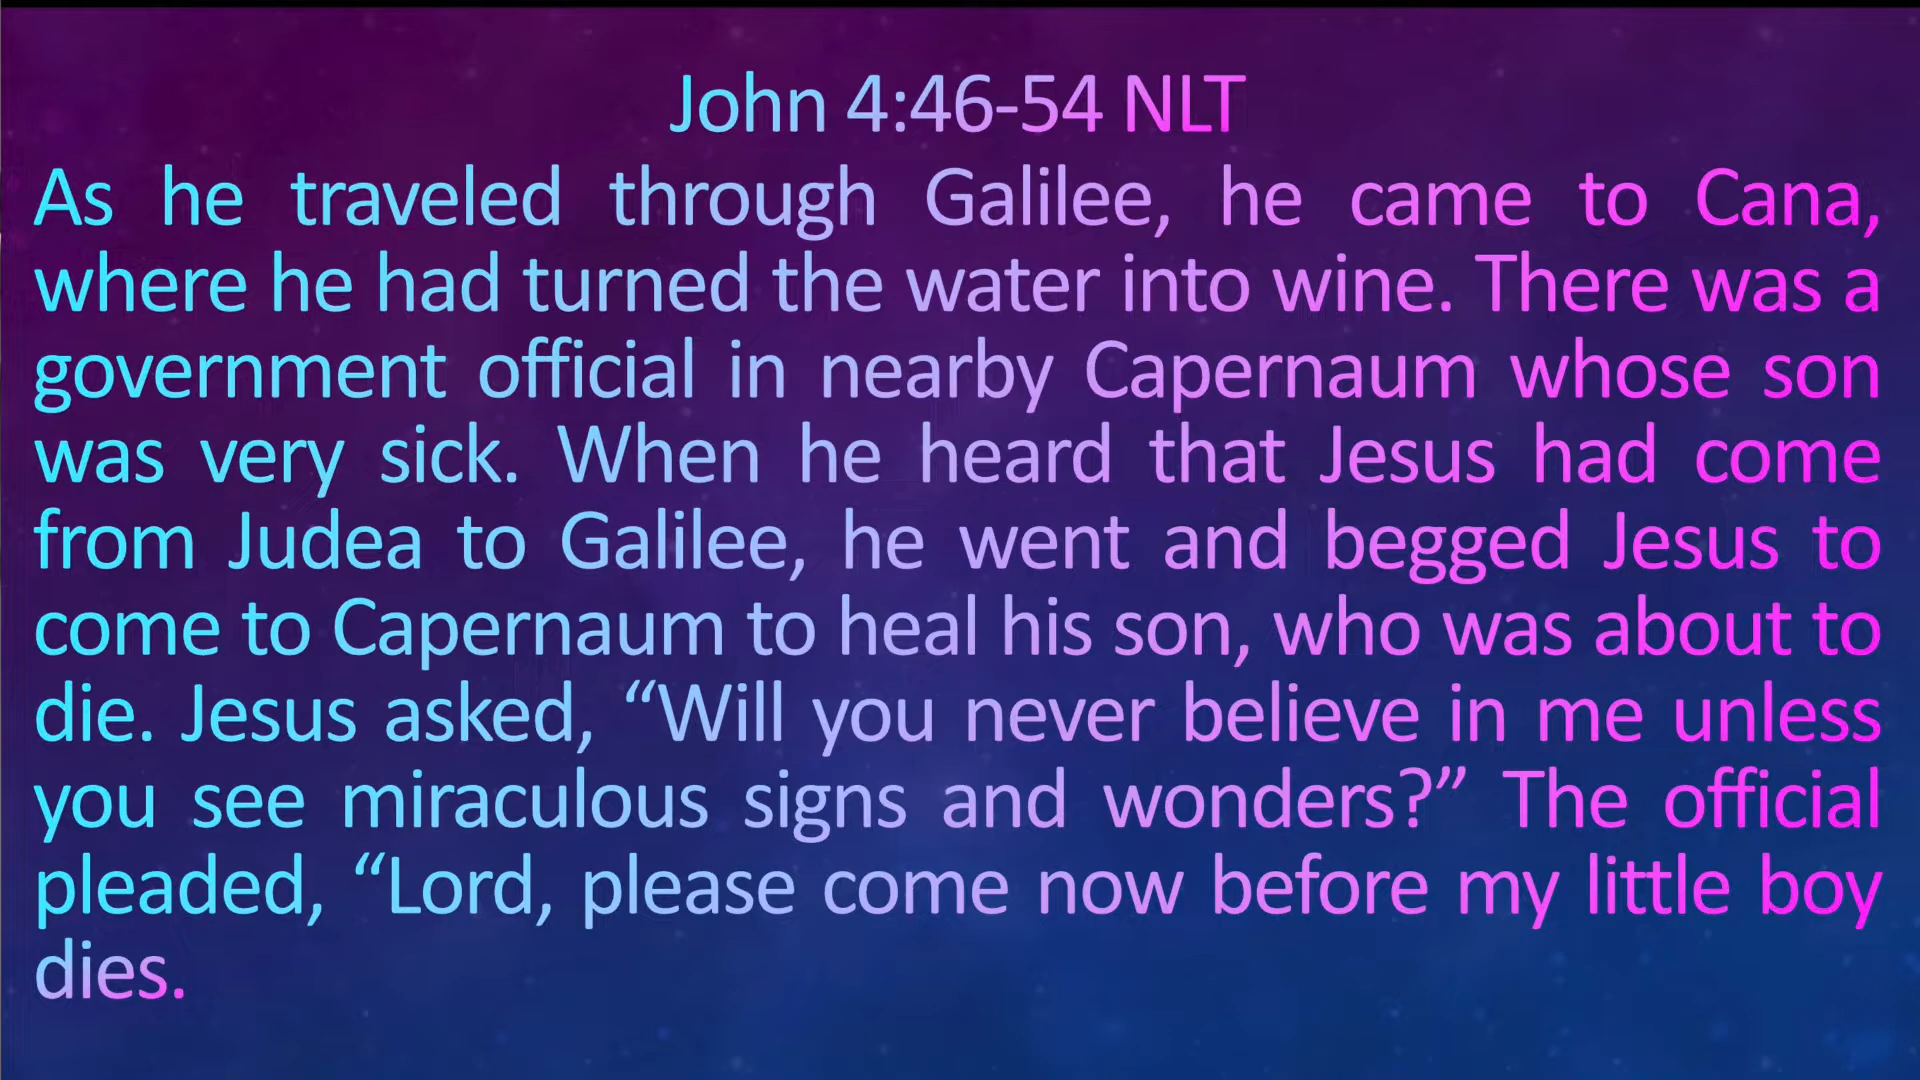 John 4:46-54 NLT
As he traveled through Galilee, he came to Cana,
where he had turned the water into wine. There was a
government official in nearby Capernaum whose son
was very sick. When he heard that Jesus had come
from Judea to Galilee, he went and begged Jesus to
come to Capernaum to heal his son, who was about to
die. Jesus asked, “Will you never believe in me unless
you see miraculous signs and wonders?” The official
pleaded, “Lord, please come now before my little boy
dies.